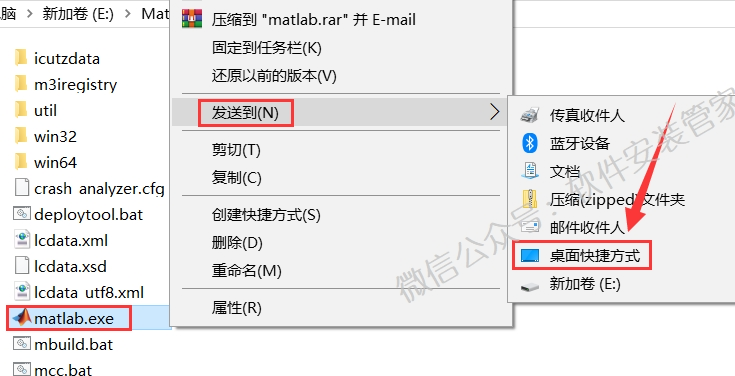 脑 › 新加卷 (E:) › Mat
icutzdata
m3iregistry
util
win32
win64
crash_analyzer.cfg
deploytool.bat
lcdata.xml
lcdata.xsd
lcdata_utf8.xml
matlab.exe
mbuild.bat
mcc.bat
压缩到 "matlab.rar" 并 E-mail
固定到任务栏(K)
还原以前的版本(V)
发送到(N)
剪切(T)
复制(C)
创建快捷方式(S)
删除(D)
重命名(M)
属性(R)
传真收件人
蓝牙设备
文档
压缩(zipped)文件夹
邮件收件人
桌面快捷方式
新加卷 (E:)
微信公众号：软件安装管家